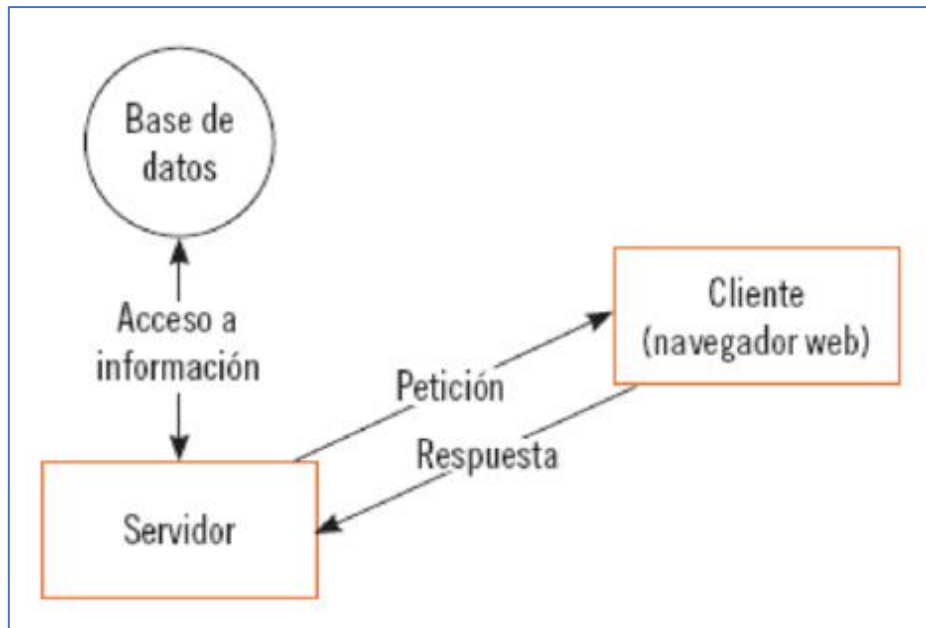 Base de
datos
Acceso a
información
Cliente
(navegador web)
Petición
Respuesta
Servidor